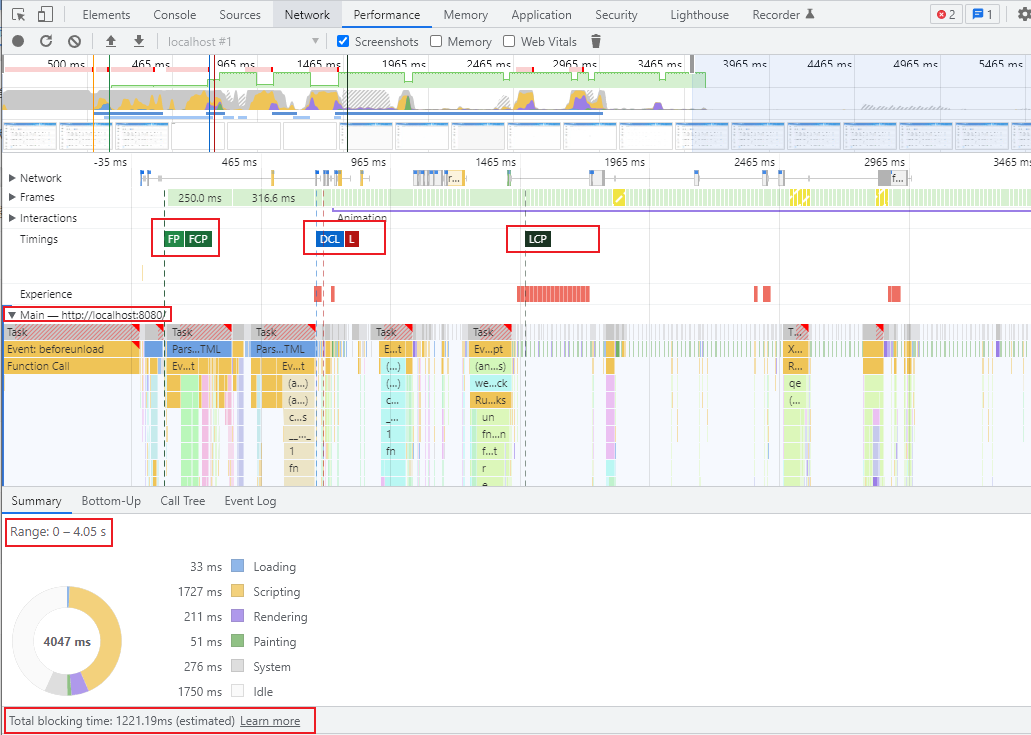 Elements Console Sources Network Performance Memory Application Security Lighthouse Recorder 2 1
localhost #1 Screenshots Memory Web Vitals
500 ms 465 ms 965 ms 1465 ms 1965 ms 2465 ms 2965 ms 3465 ms 3965 ms 4465 ms 4965 ms 5465 ms
-35 ms 465 ms 965 ms 1465 ms 1965 ms 2465 ms 2965 ms 3465 ms
Network r... f...
Frames 250.0 ms 316.6 ms
Interactions Animation
Timings FP FCP DCL L LCP
Experience
Main — http://localhost:8080/
Task Task Task Task Task T...
Event: beforeunload Pars...TML Pars...TML E...t Ev...pt X...
Function Call Ev...t Ev...t (...) (an...s) R...
(a...) (...) we...ck qe
(a...) c... Ru...ks (...
c...s _... un
__..._ 1 fn...n
1 fn f...t
fn r
e
Summary Bottom-Up Call Tree Event Log
Range: 0 – 4.05 s
33 ms Loading
1727 ms Scripting
211 ms Rendering
4047 ms
51 ms Painting
276 ms System
1750 ms Idle
Total blocking time: 1221.19ms (estimated) Learn more